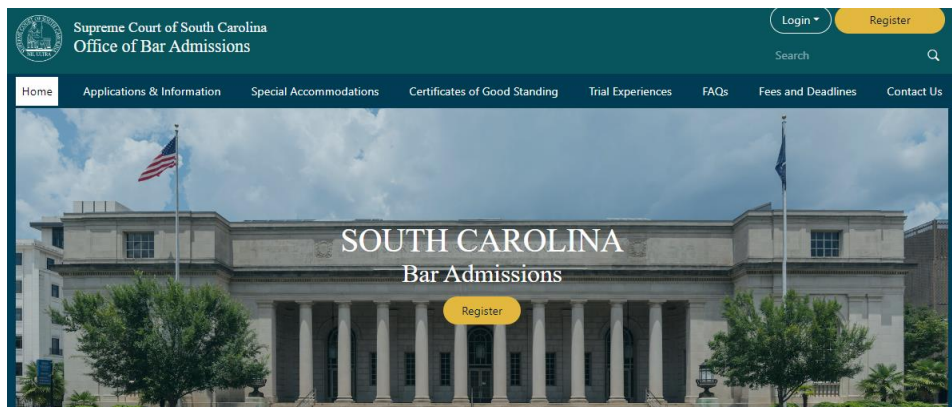 Supreme Court of South Carolina
Office of Bar Admissions
Login
Register
Search
Home Applications & Information Special Accommodations Certificates of Good Standing Trial Experiences FAQs Fees and Deadlines Contact Us
SOUTH CAROLINA
Bar Admissions
Register